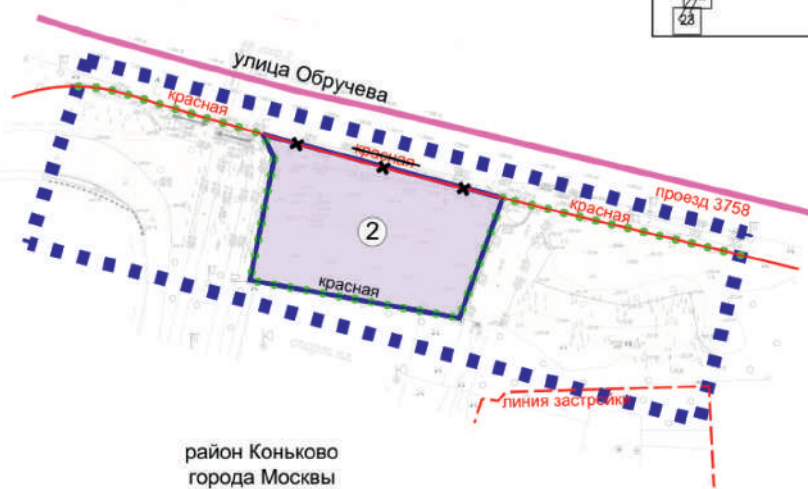 23
улица Обручева
красная
красная
проезд 3758
красная
2
красная
линия застройки
район Коньково
города Москвы